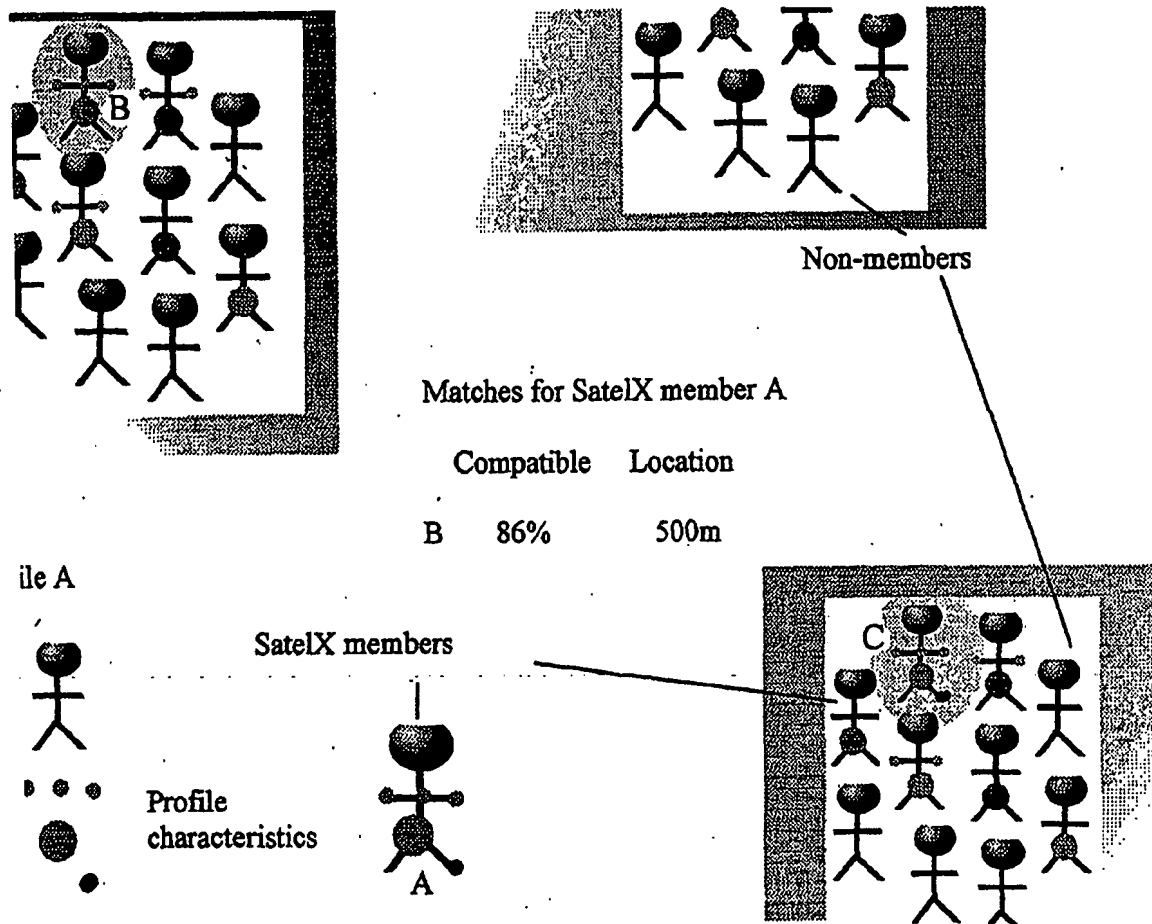 B
Non-members
Matches for SatelX member A
Compatible Location
B 86% 500m
ile A
SatelX members
C
Profile
characteristics
A